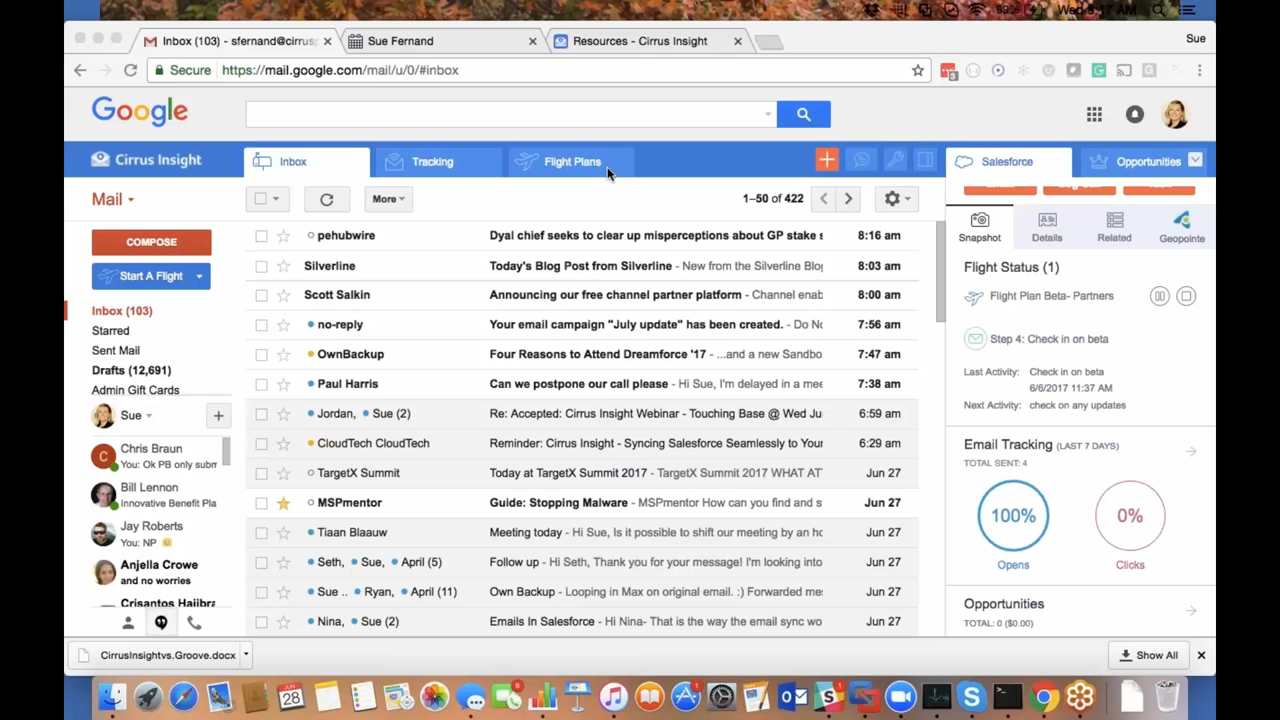 Inbox (103) - sfernand@cirrusp
Sue Fernand
Resources - Cirrus Insight
Sue
Secure
https://mail.google.com/mail/u/0/#inbox
Google
Cirrus Insight
Inbox
Tracking
Flight Plans
Salesforce
Opportunities
Mail
More
1–50 of 422
Snapshot
Details
Related
Geopointe
COMPOSE
Start A Flight
Inbox (103)
Starred
Sent Mail
Drafts (12,691)
Admin Gift Cards
Sue
Chris Braun
You: Ok PB only subm
Bill Lennon
Innovative Benefit Pla
Jay Roberts
You: NP
Anjella Crowe
and no worries
pehubwire Dyal chief seeks to clear up misperceptions about GP stake s 8:16 am
Silverline Today's Blog Post from Silverline - New from the Silverline Blog 8:03 am
Scott Salkin Announcing our free channel partner platform - Channel enab 8:00 am
no-reply Your email campaign "July update" has been created. - Do No 7:56 am
OwnBackup Four Reasons to Attend Dreamforce '17 - ...and a new Sandbo 7:47 am
Paul Harris Can we postpone our call please - Hi Sue, I'm delayed in a mee 7:38 am
Jordan, Sue (2) Re: Accepted: Cirrus Insight Webinar - Touching Base @ Wed Ju 6:59 am
CloudTech CloudTech Reminder: Cirrus Insight - Syncing Salesforce Seamlessly to Your 6:29 am
TargetX Summit Today at TargetX Summit 2017 - TargetX Summit 2017 WHAT AT Jun 27
MSPmentor Guide: Stopping Malware - MSPmentor How can you find and s Jun 27
Tiaan Blaauw Meeting today - Hi Sue, Is it possible to shift our meeting by an ho Jun 27
Seth, Sue, April (5) Follow up - Hi Seth, Thank you for your message! I'm looking into Jun 27
Sue .. Ryan, April (11) Own Backup - Looping in Max on original email. :) Forwarded me Jun 27
Nina, Sue (2) Emails In Salesforce - Hi Nina- That is the way the email sync wo Jun 27
Flight Status (1)
Flight Plan Beta- Partners
Step 4: Check in on beta
Last Activity: Check in on beta
6/6/2017 11:37 AM
Next Activity: check on any updates
Email Tracking (LAST 7 DAYS)
TOTAL SENT: 4
100%
0%
Opens
Clicks
Opportunities
TOTAL: 0 ($0.00)
CirrusInsightvs.Groove.docx
Show All
JUN
28